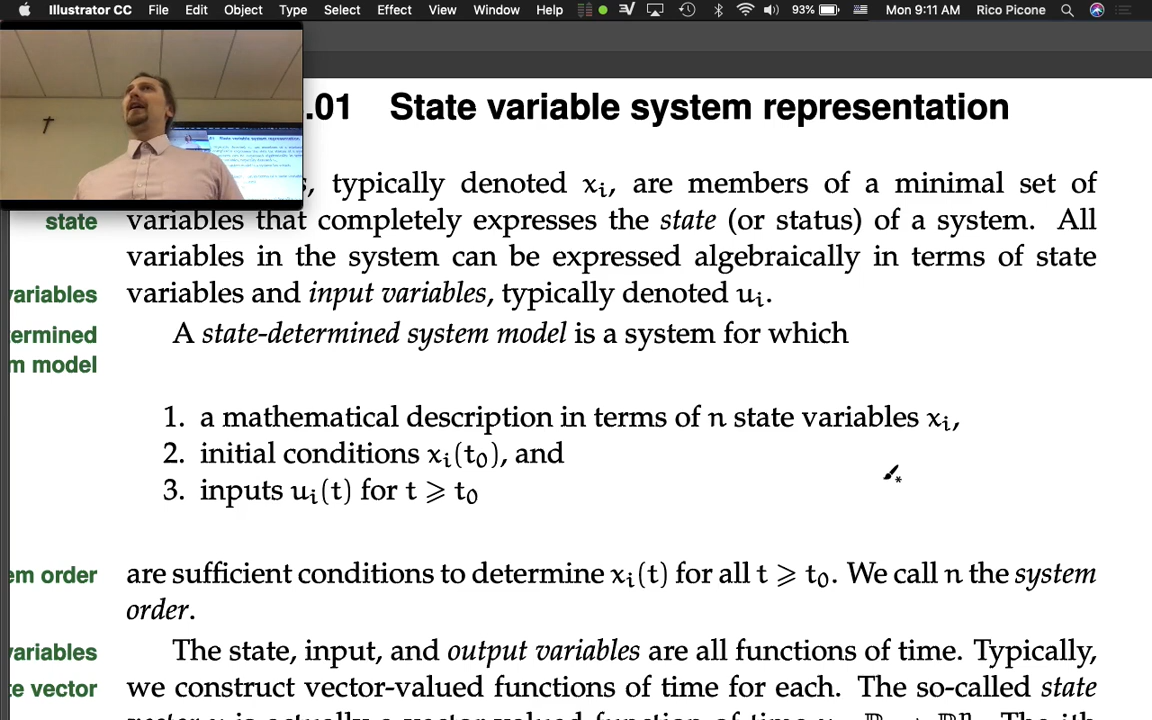 Illustrator CC File Edit Object Type Select Effect View Window Help 93% Mon 9:11 AM Rico Picone
.01 State variable system representation
, typically denoted xᵢ, are members of a minimal set of
state variables that completely expresses the state (or status) of a system. All
variables in the system can be expressed algebraically in terms of state
variables and input variables, typically denoted uᵢ.
A state-determined system model is a system for which
model
1. a mathematical description in terms of n state variables xᵢ,
2. initial conditions xᵢ(t₀), and
3. inputs uᵢ(t) for t ⩾ t₀
order are sufficient conditions to determine xᵢ(t) for all t ⩾ t₀. We call n the system
order.
The state, input, and output variables are all functions of time. Typically,
vector we construct vector-valued functions of time for each. The so-called state